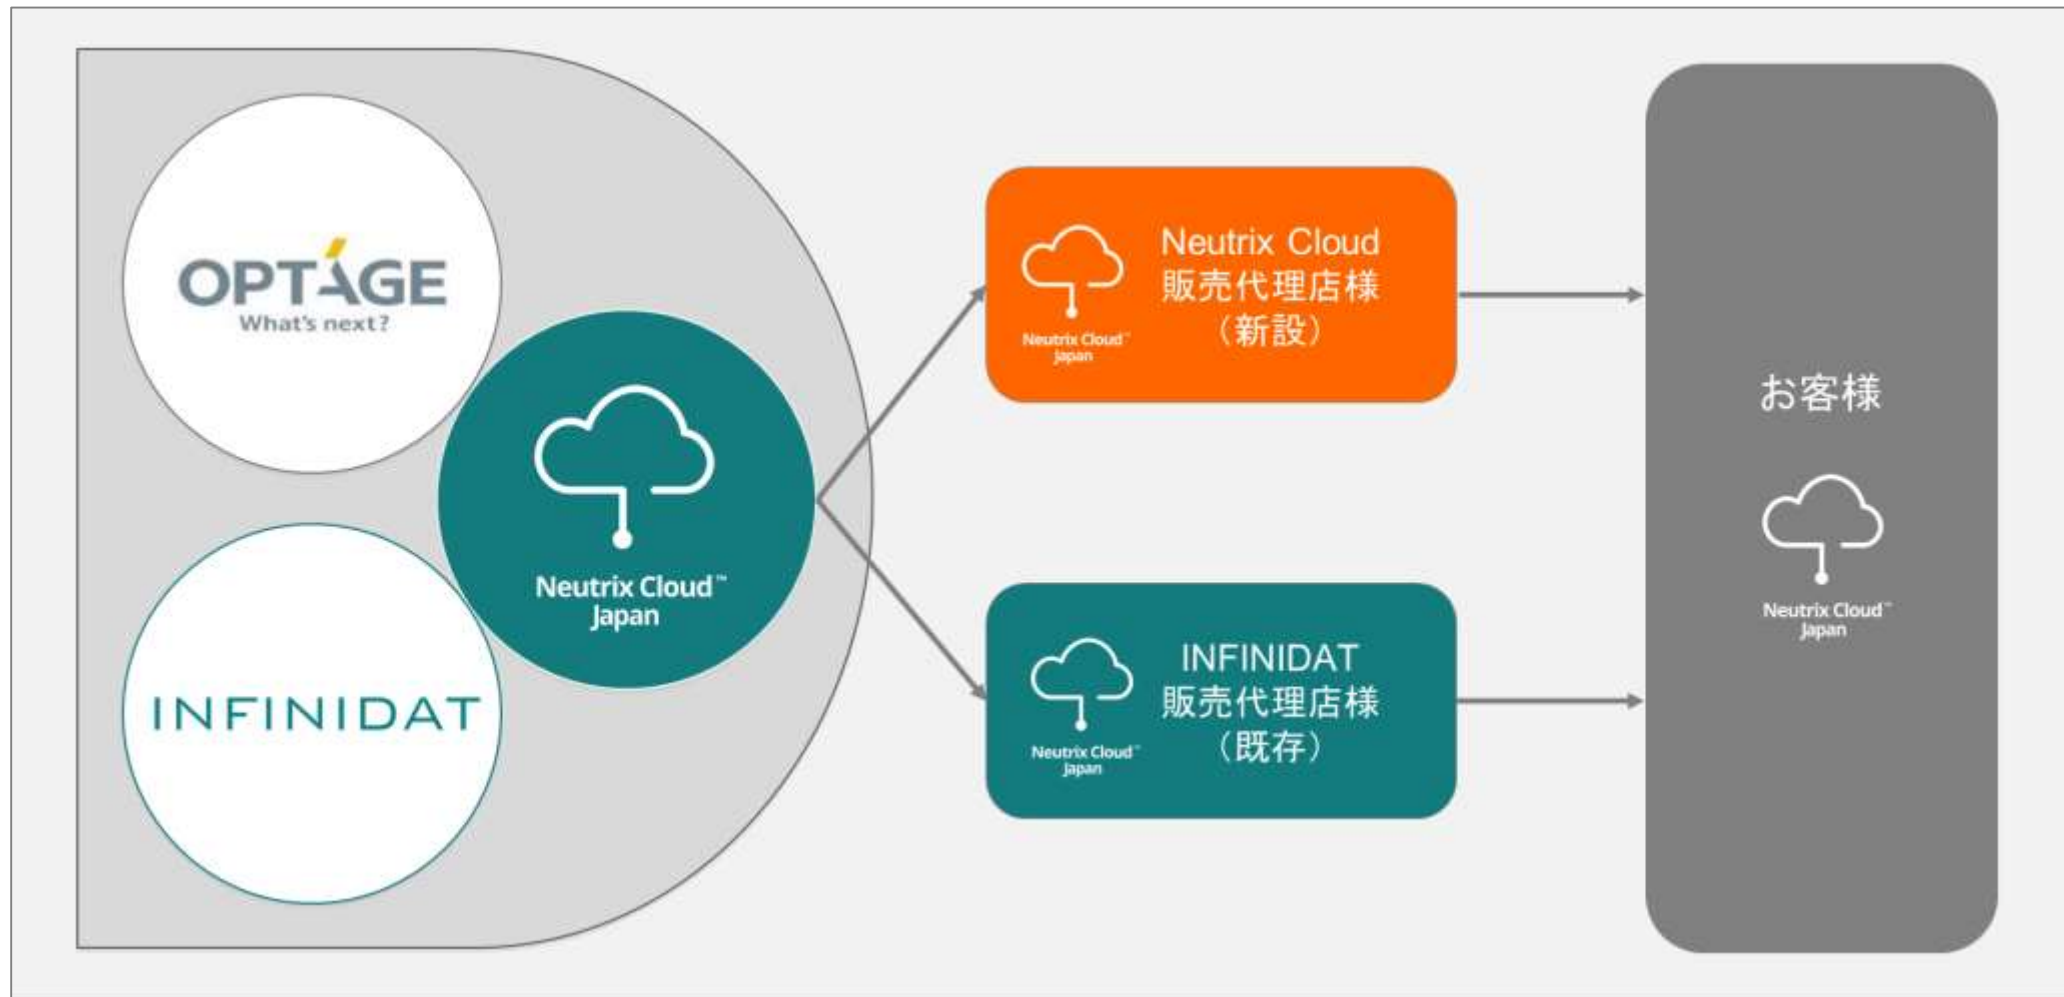 OPTAGE
What's next?
INFINIDAT
Neutrix Cloud™
Japan
Neutrix Cloud
販売代理店様
（新設）
Neutrix Cloud™
Japan
INFINIDAT
販売代理店様
（既存）
Neutrix Cloud™
Japan
お客様
Neutrix Cloud™
Japan